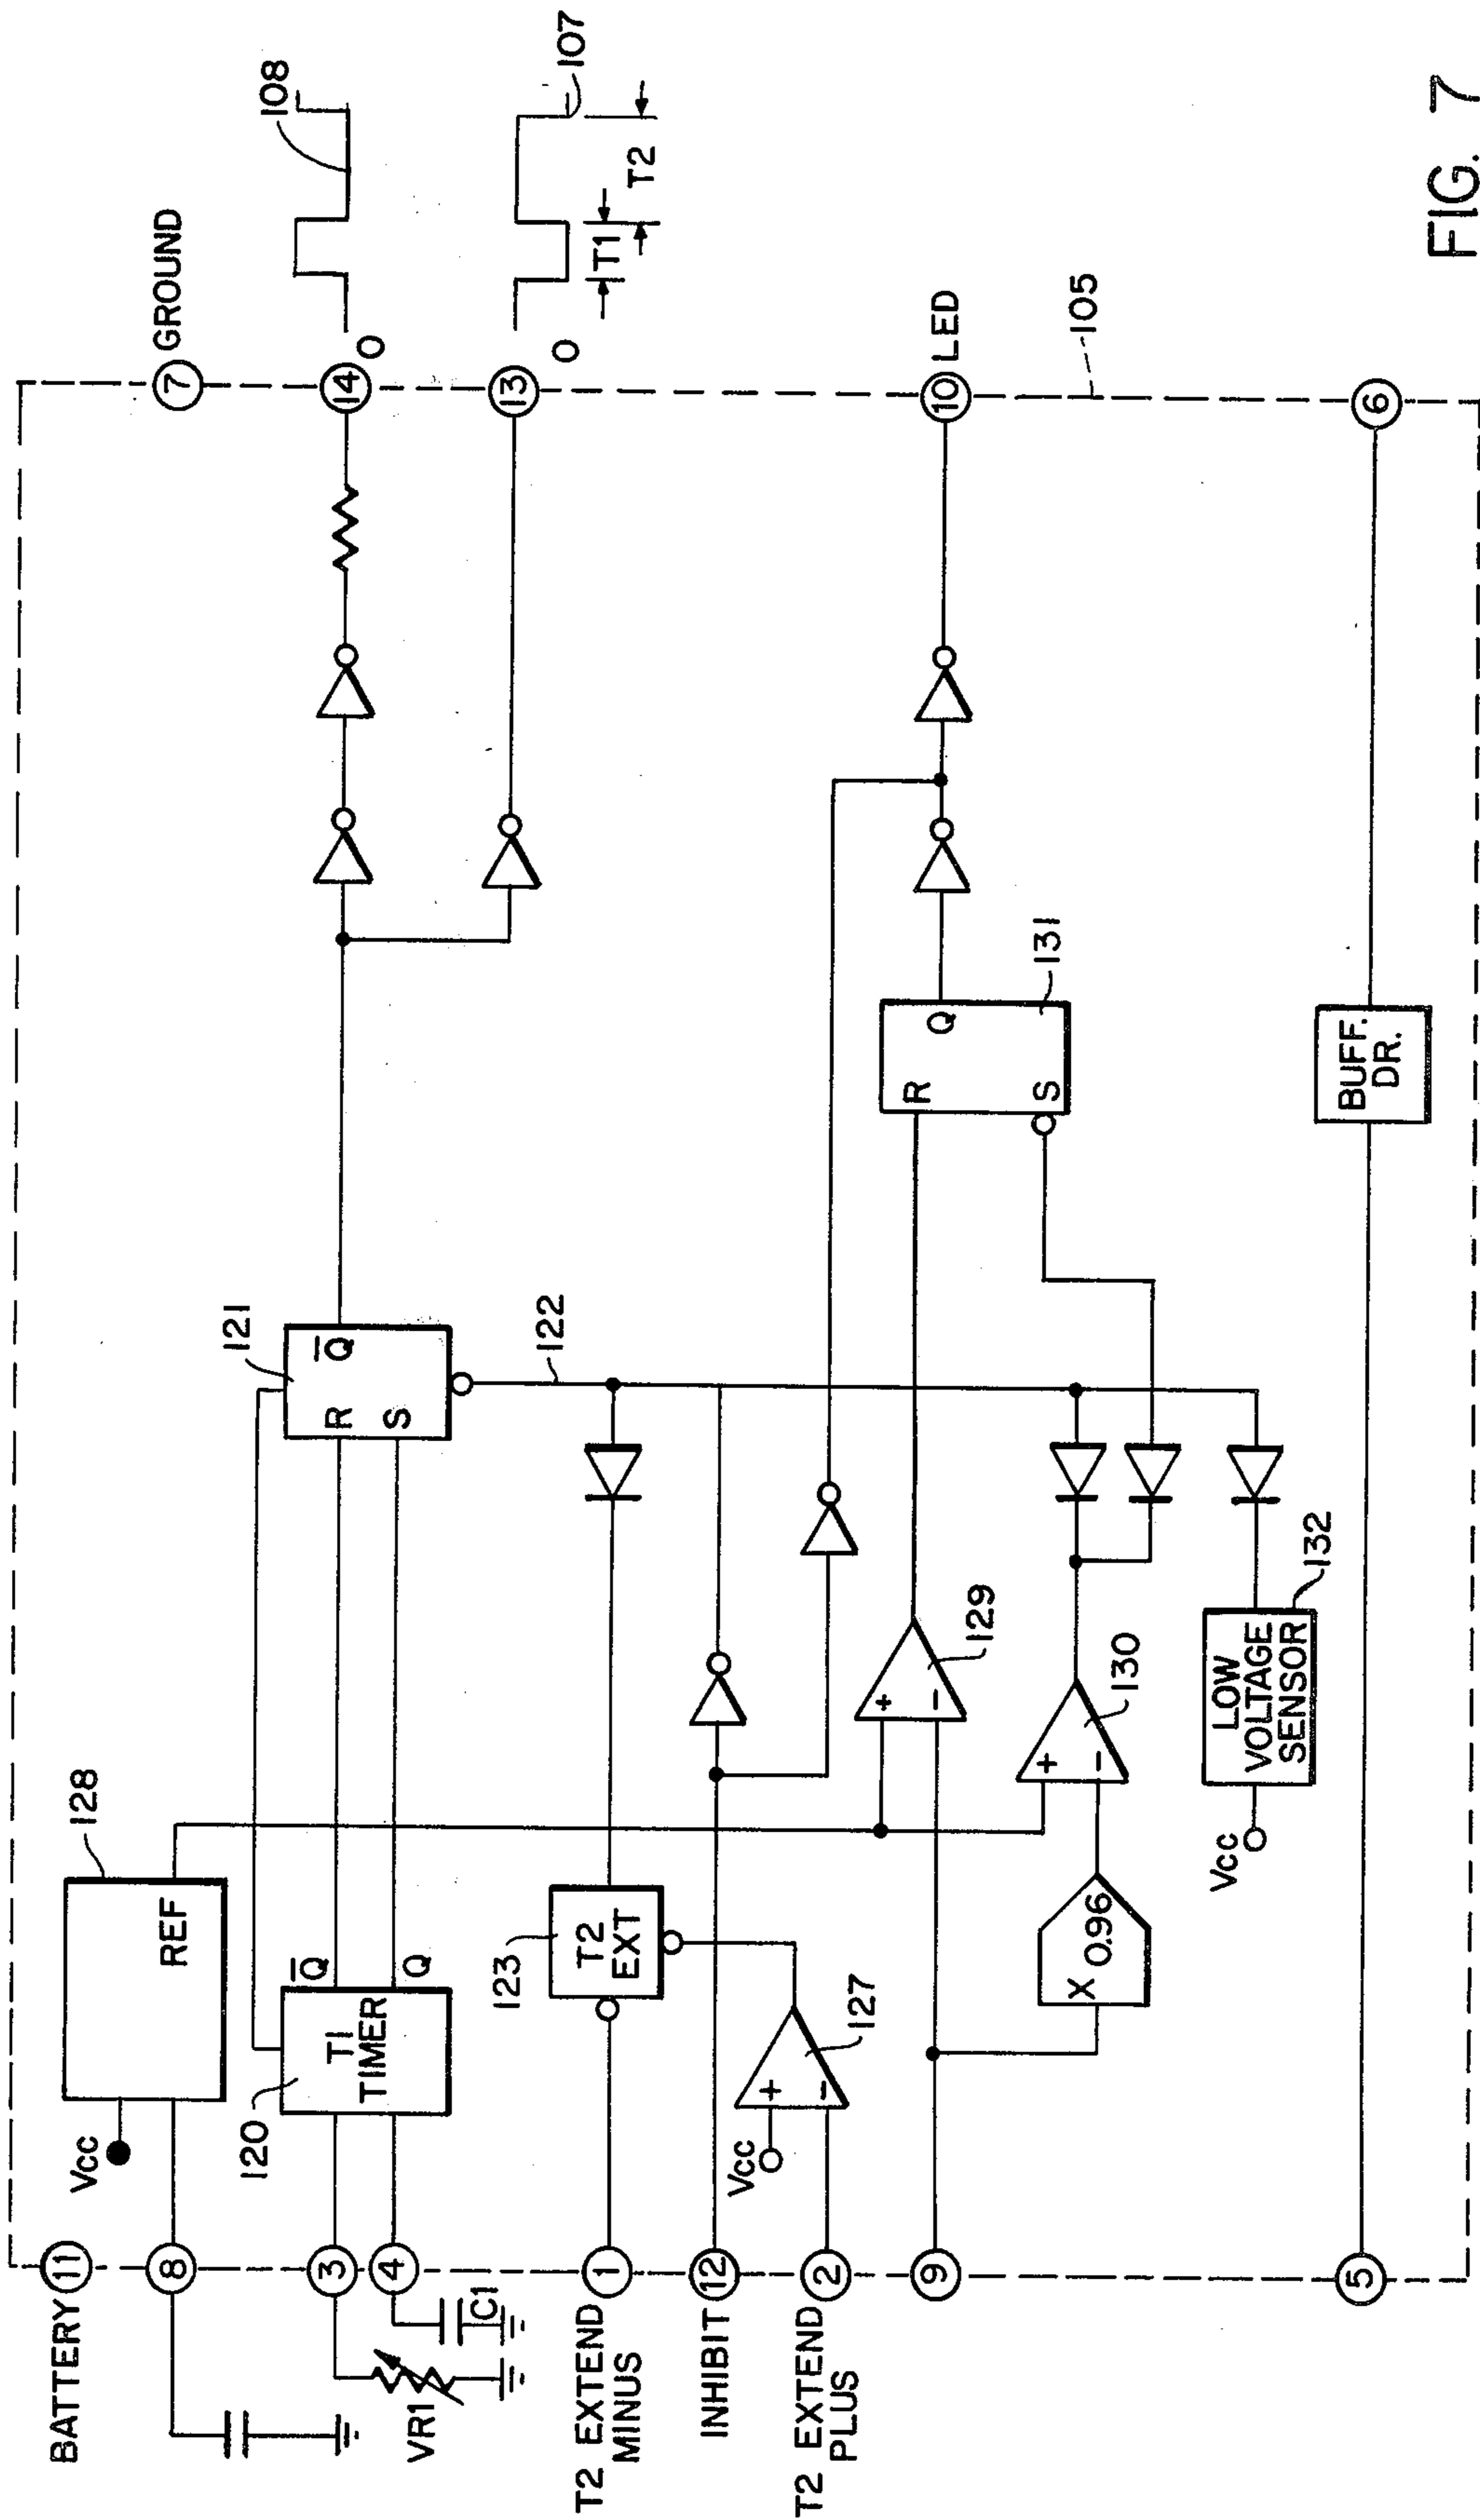 BATTERY
11
Vcc
128
REF
8
120
T1
TIMER
Q
Q
121
R
Q
S
3
4
VR1
C1
7
GROUND
14
O
108
13
O
107
T1
T2
T2 EXTEND
MINUS
1
123
T2
EXT
122
INHIBIT
12
T2 EXTEND
PLUS
2
Vcc
+
-
127
9
+
-
129
X 0.96
+
-
130
R
Q
S
131
10
LED
105
Vcc
LOW
VOLTAGE
SENSOR
132
5
BUFF.
DR.
6
FIG. 7